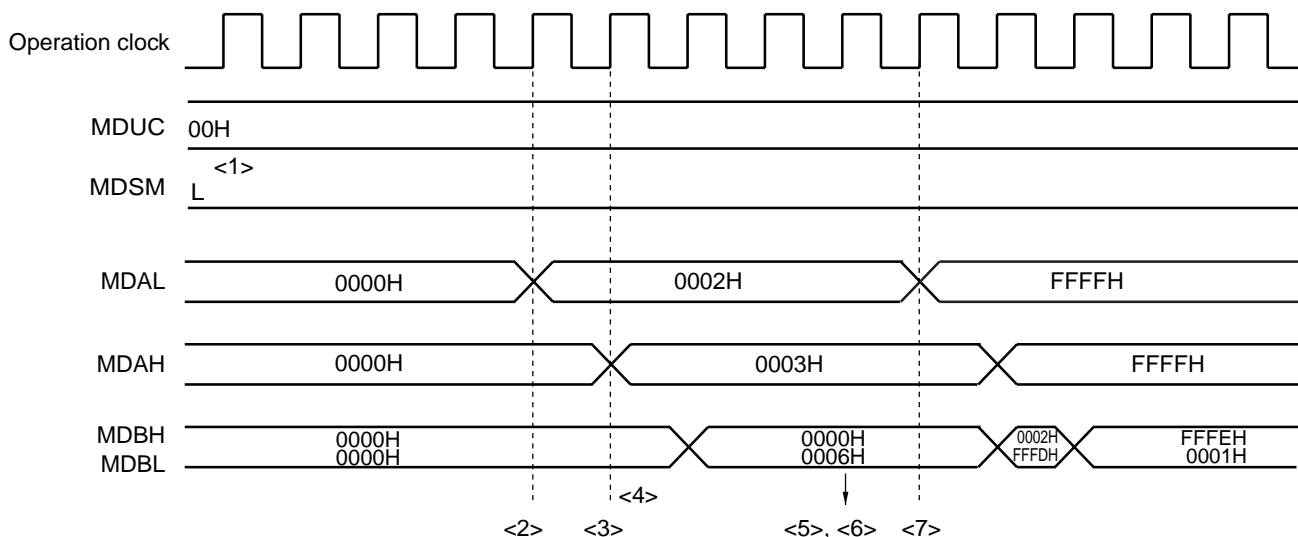 Operation clock
MDUC 00H
<1>
MDSM L
MDAL 0000H 0002H FFFFH
MDAH 0000H 0003H FFFFH
MDBH 0000H 0000H 0002H FFFEH
MDBL 0000H 0006H FFFDH 0001H
<4>
<2> <3> <5>, <6> <7>